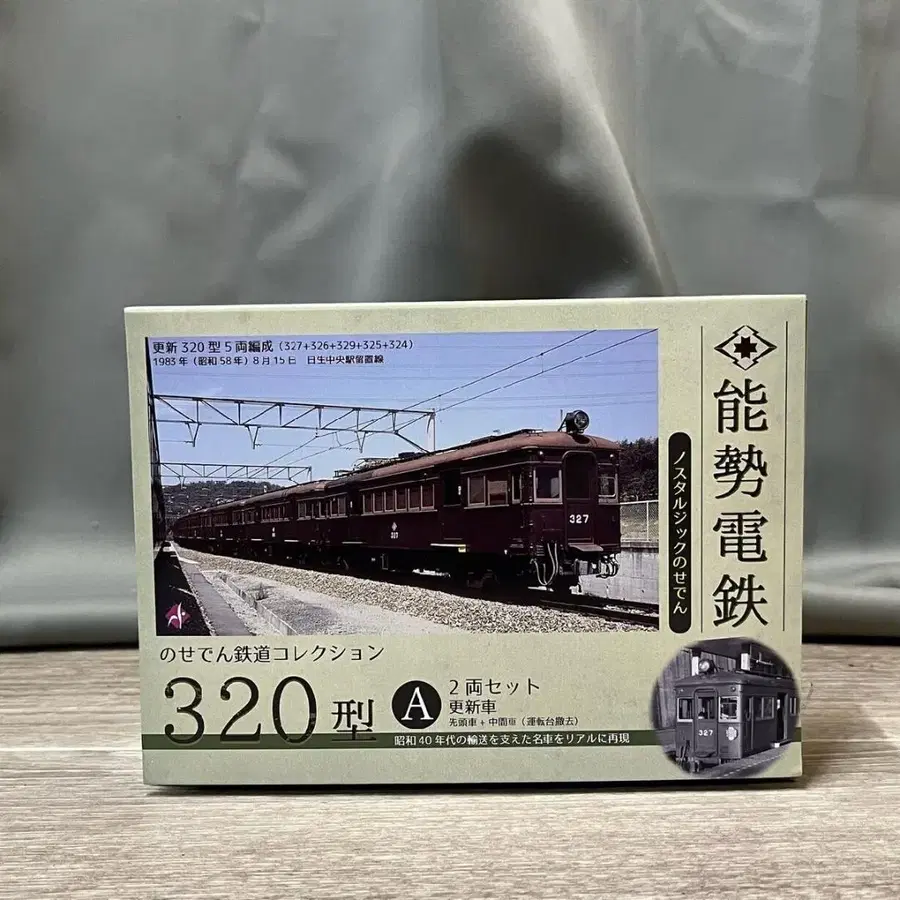 更新 320 型 5 両編成（327+326+329+325+324）
1983 年（昭和 58 年）8 月 15 日　日生中央駅留置線
327
327
能勢電鉄
ノスタルジックのせでん
のせでん鉄道コレクション
320 型
A
2 両セット
更新車
先頭車 + 中間車（運転台撤去）
昭和 40 年代の輸送を支えた名車をリアルに再現
327